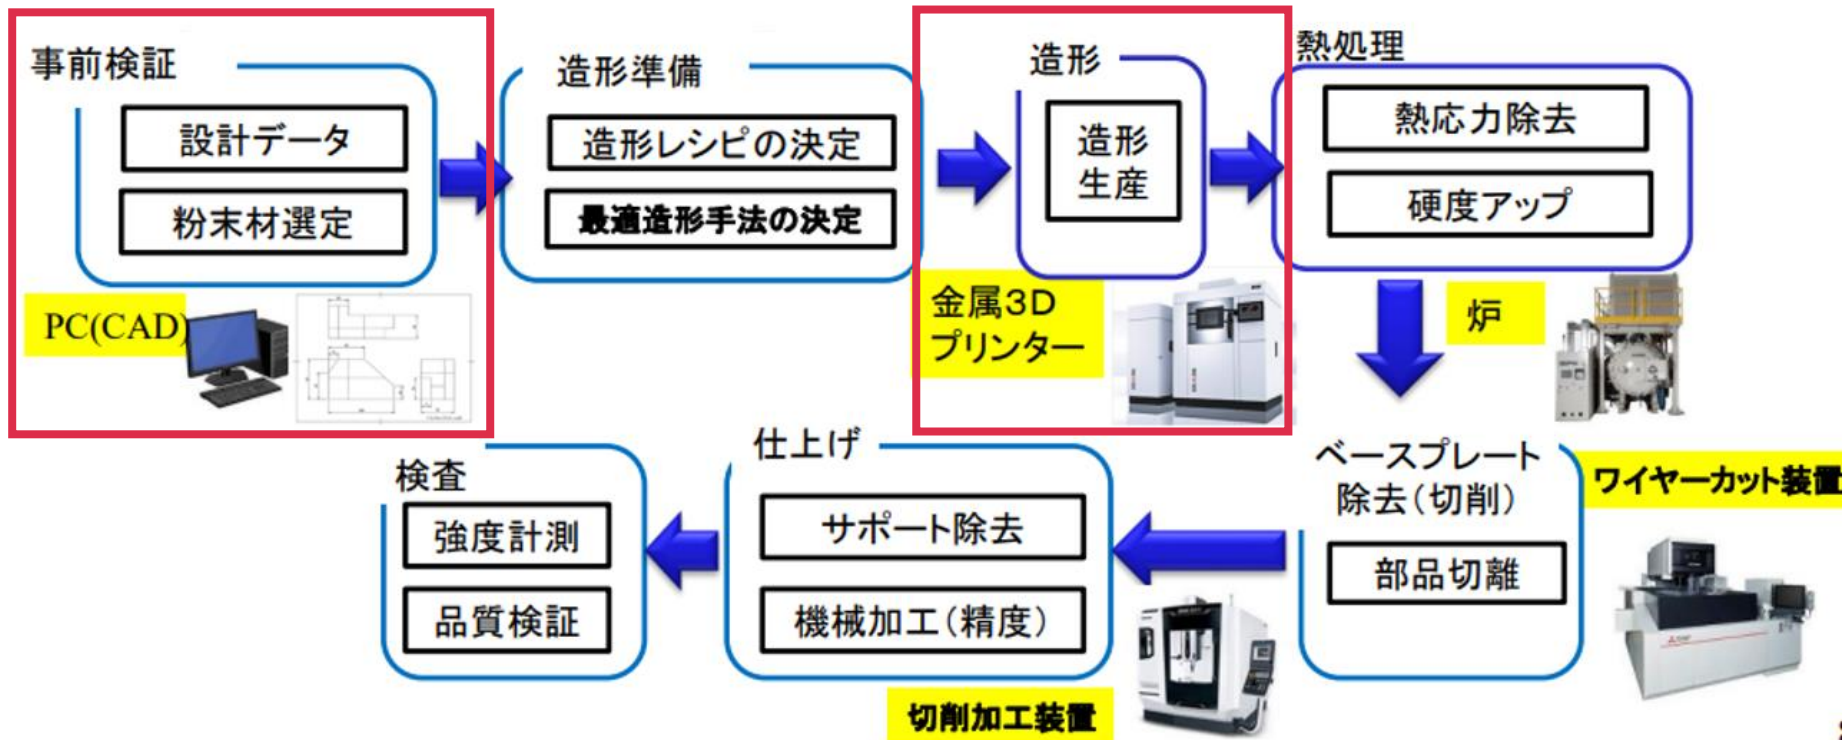 事前検証
設計データ
粉末材選定
PC(CAD)
造形準備
造形レシピの決定
最適造形手法の決定
造形
造形
生産
金属3D
プリンター
熱処理
熱応力除去
硬度アップ
炉
ベースプレート
除去(切削)
部品切離
ワイヤーカット装置
仕上げ
サポート除去
機械加工(精度)
切削加工装置
検査
強度計測
品質検証